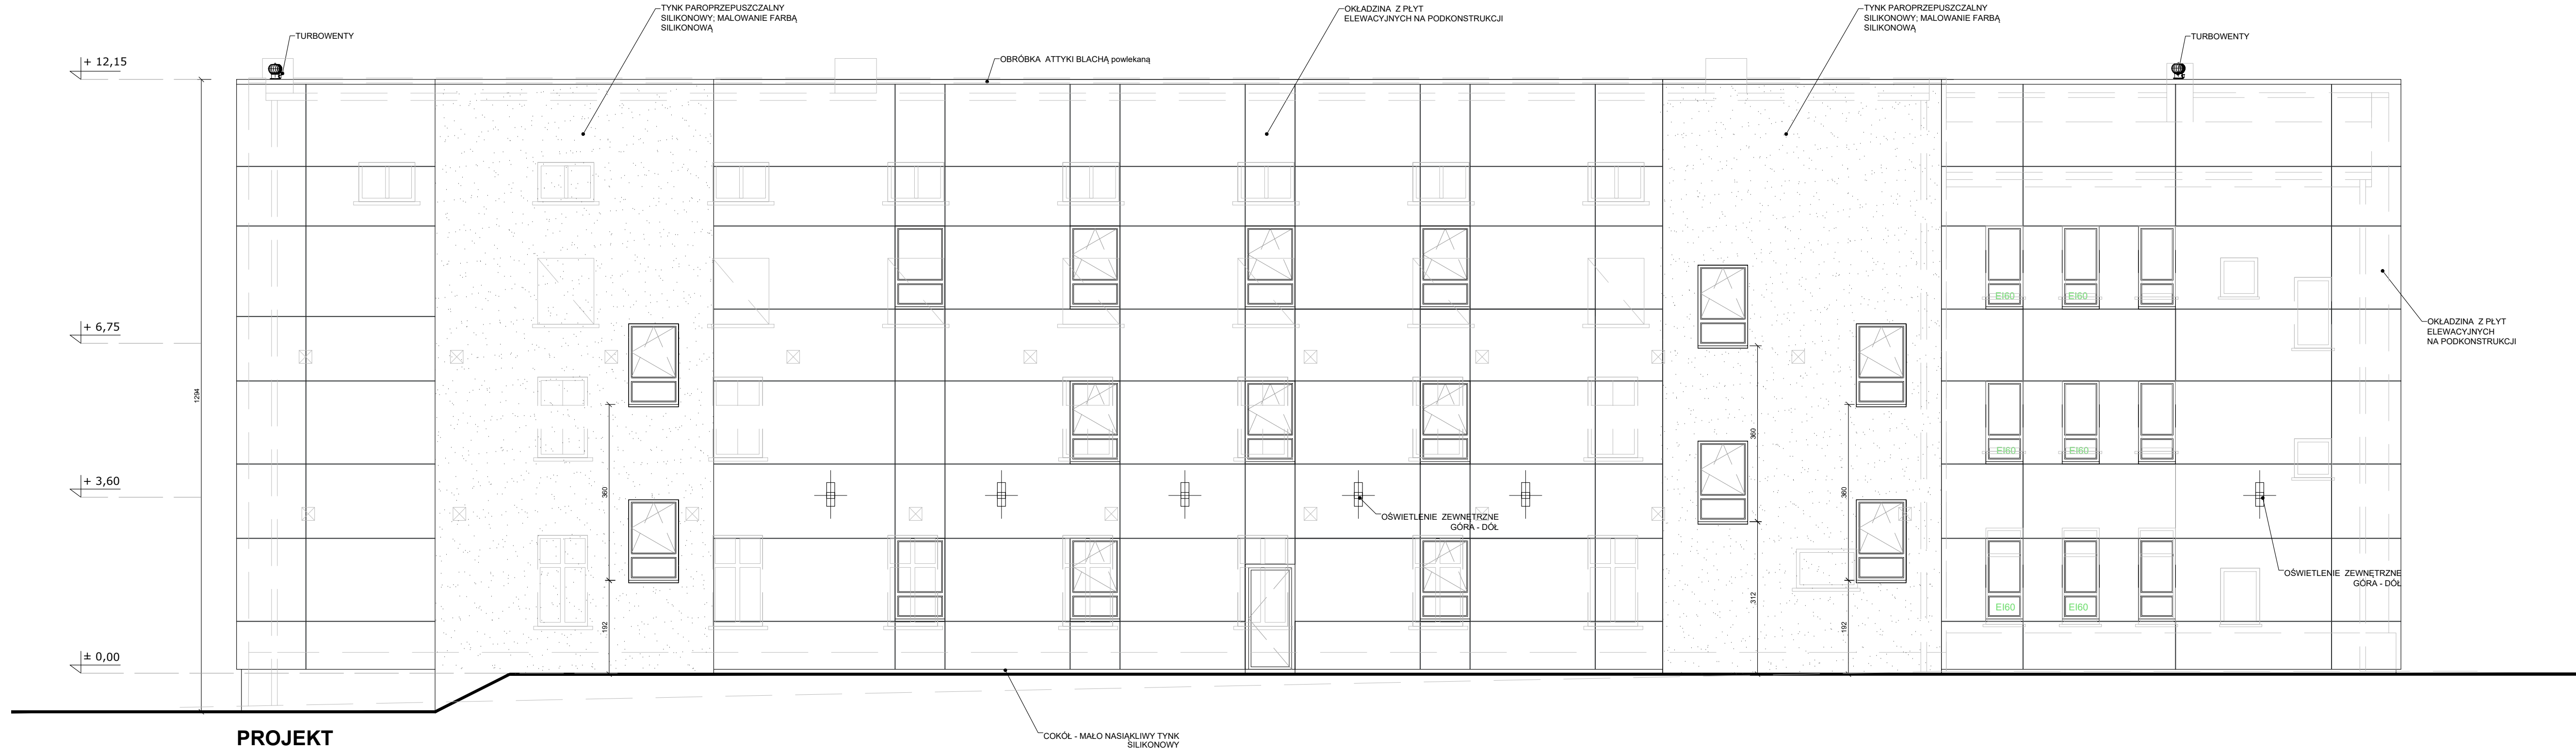 TYNK PAROPRZEPUSZCZALNY
SILIKONOWY; MALOWANIE FARBĄ
SILIKONOWĄ
OKŁADZINA Z PŁYT
ELEWACYJNYCH NA PODKONSTRUKCJI
TYNK PAROPRZEPUSZCZALNY
SILIKONOWY; MALOWANIE FARBĄ
SILIKONOWĄ
TURBOWENTY
TURBOWENTY
OBRÓBKA ATTYKI BLACHĄ powlekaną
+ 12,15
+ 6,75
+ 3,60
± 0,00
1294
EI60
EI60
OKŁADZINA Z PŁYT
ELEWACYJNYCH
NA PODKONSTRUKCJI
EI60
EI60
360
360
360
OŚWIETLENIE ZEWNĘTRZNE
GÓRA - DÓŁ
OŚWIETLENIE ZEWNĘTRZNE
GÓRA - DÓŁ
EI60
EI60
192
312
192
COKÓŁ - MAŁO NASIĄKLIWY TYNK
SILIKONOWY
PROJEKT